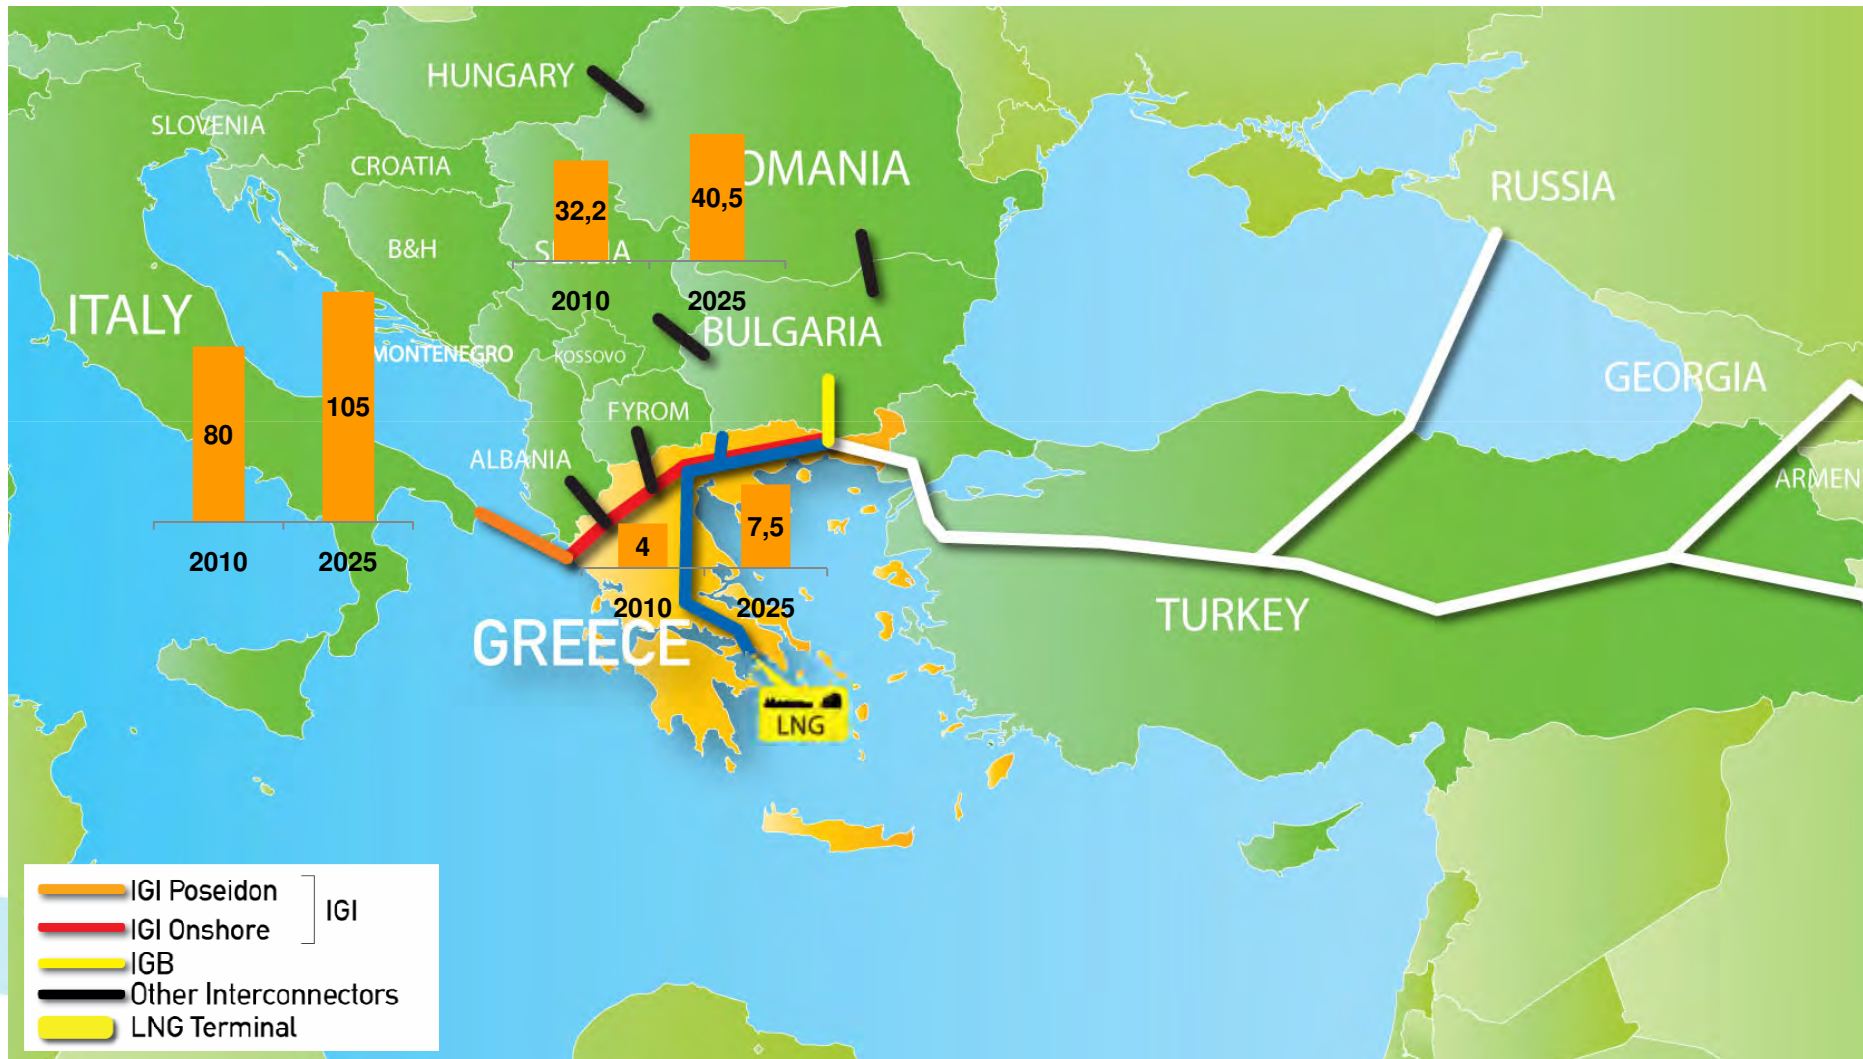 HUNGARY
SLOVENIA
CROATIA
OMANIA
RUSSIA
32,2
40,5
B&H
SERBIA
2010
2025
ITALY
BULGARIA
MONTENEGRO
KOSSOVO
GEORGIA
80
105
FYROM
ALBANIA
ARMEN
4
7,5
2010
2025
2010
2025
GREECE
TURKEY
LNG
IGI Poseidon
IGI
IGI Onshore
IGB
Other Interconnectors
LNG Terminal